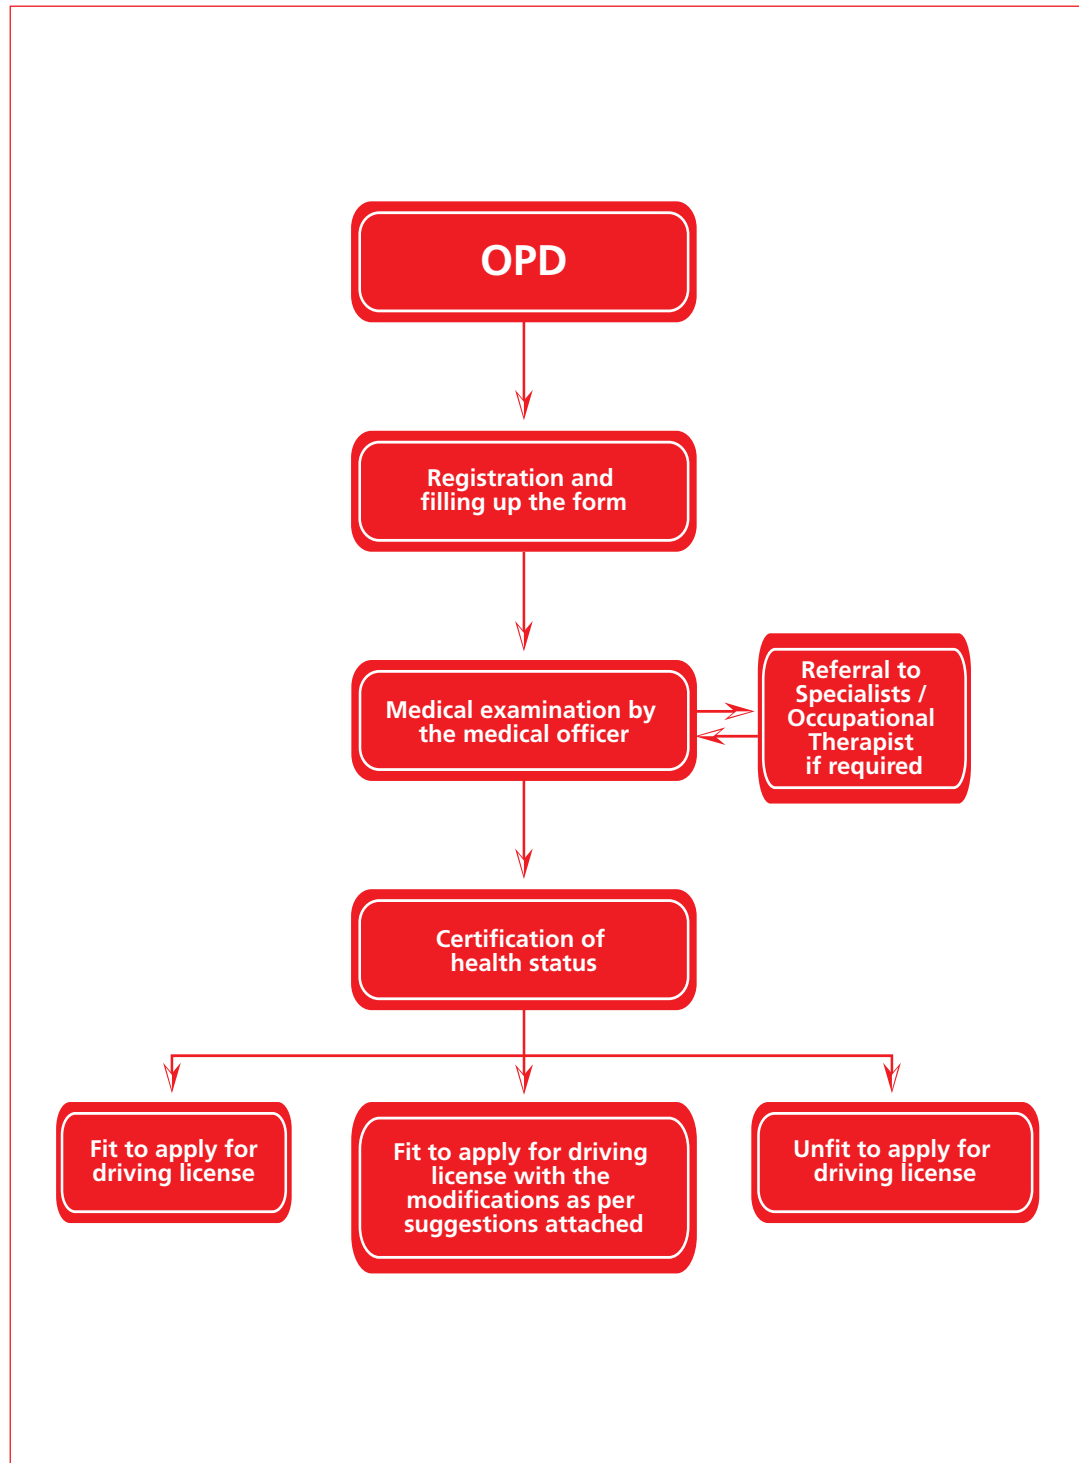 OPD
Registration and
filling up the form
Medical examination by
the medical officer
Referral to
Specialists /
Occupational
Therapist
if required
Certification of
health status
Fit to apply for
driving license
Fit to apply for driving
license with the
modifications as per
suggestions attached
Unfit to apply for
driving license